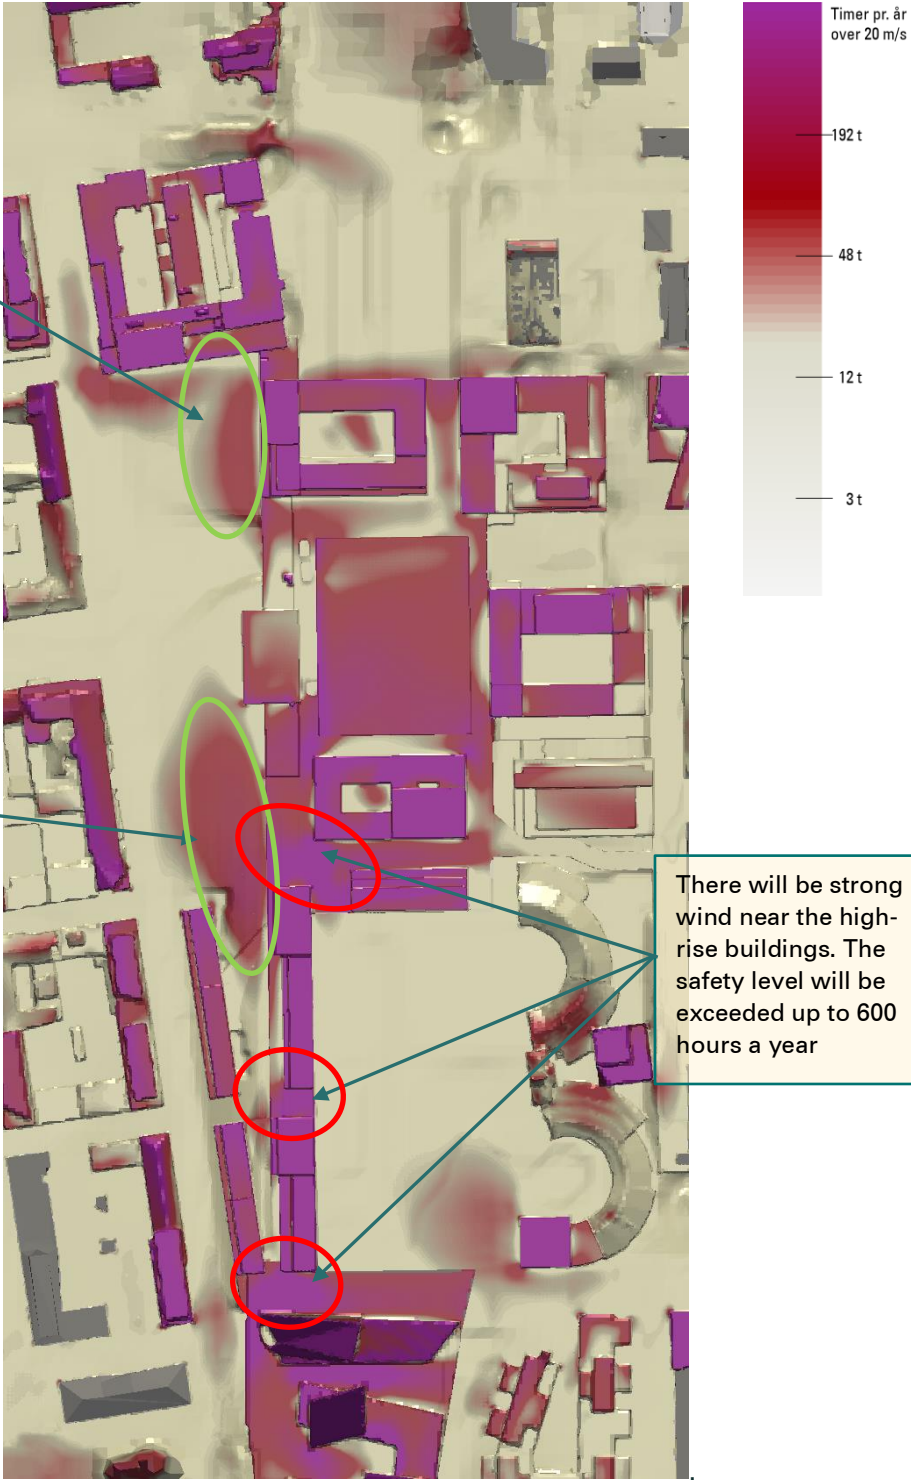 Timer pr. år
over 20 m/s
192 t
48 t
12 t
3 t
There will be strong
wind near the high-
rise buildings. The
safety level will be
exceeded up to 600
hours a year
.